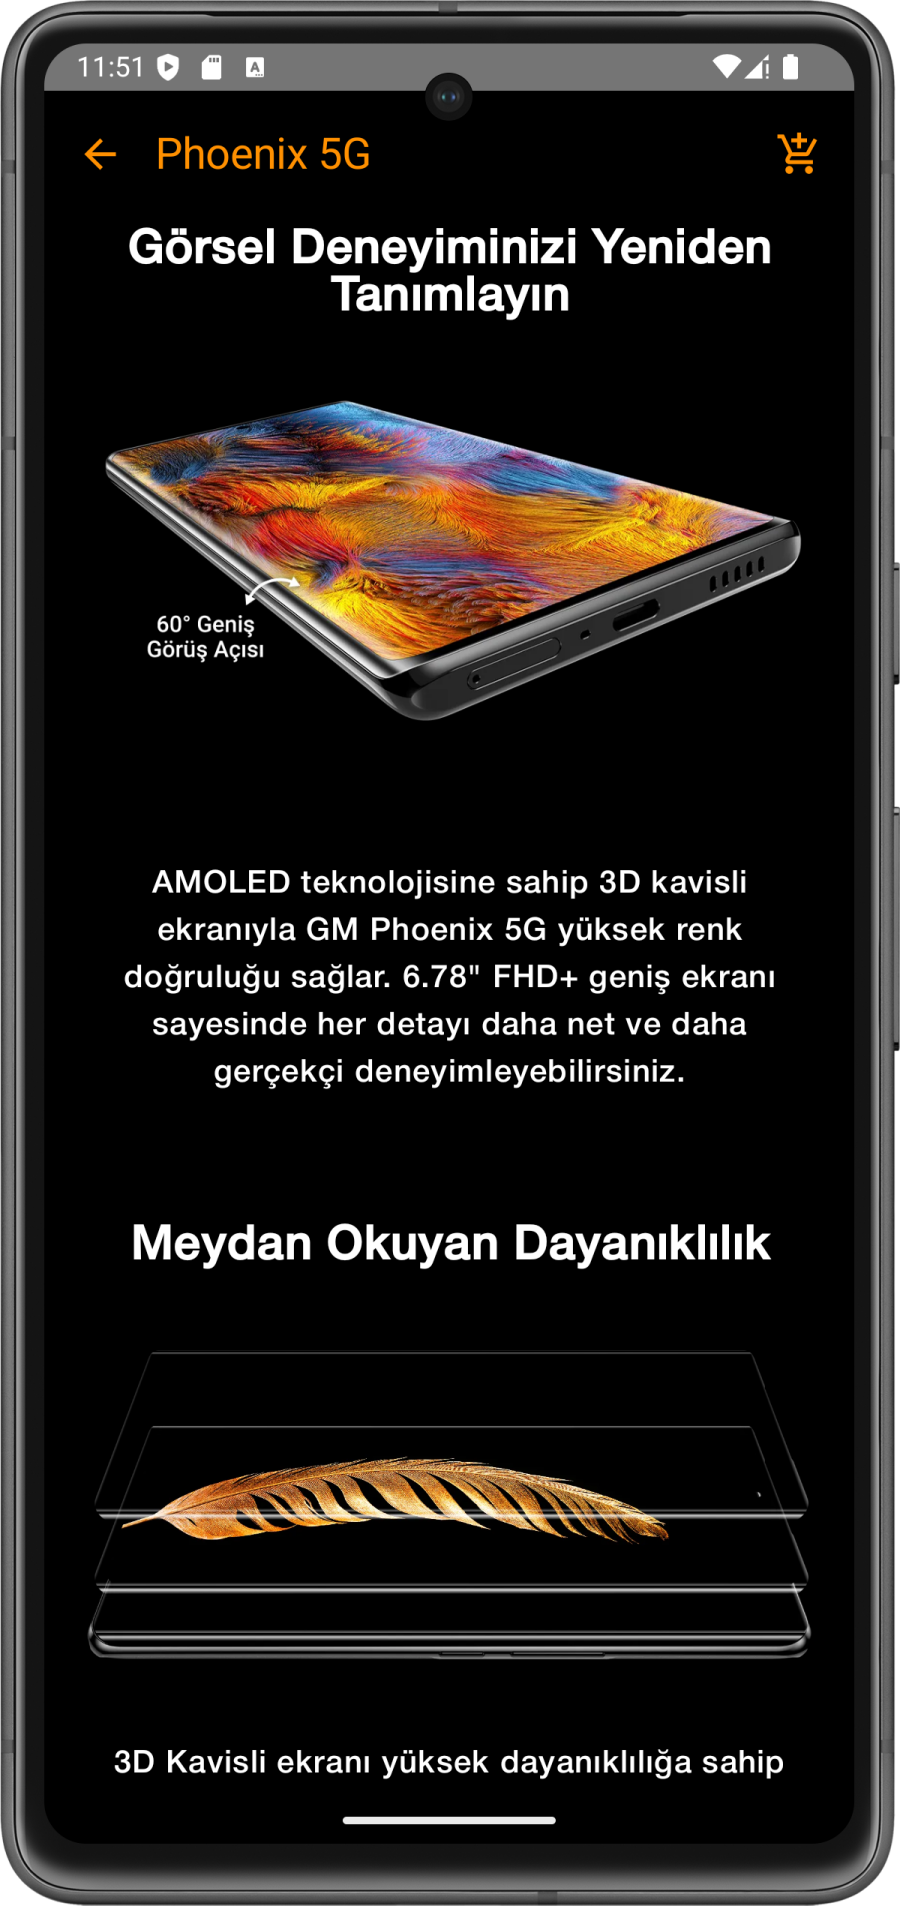 11:51
Phoenix 5G
Görsel Deneyiminizi Yeniden
Tanımlayın
60° Geniş
Görüş Açısı
AMOLED teknolojisine sahip 3D kavisli
ekranıyla GM Phoenix 5G yüksek renk
doğruluğu sağlar. 6.78" FHD+ geniş ekranı
sayesinde her detayı daha net ve daha
gerçekçi deneyimleyebilirsiniz.
Meydan Okuyan Dayanıklılık
3D Kavisli ekranı yüksek dayanıklılığa sahip